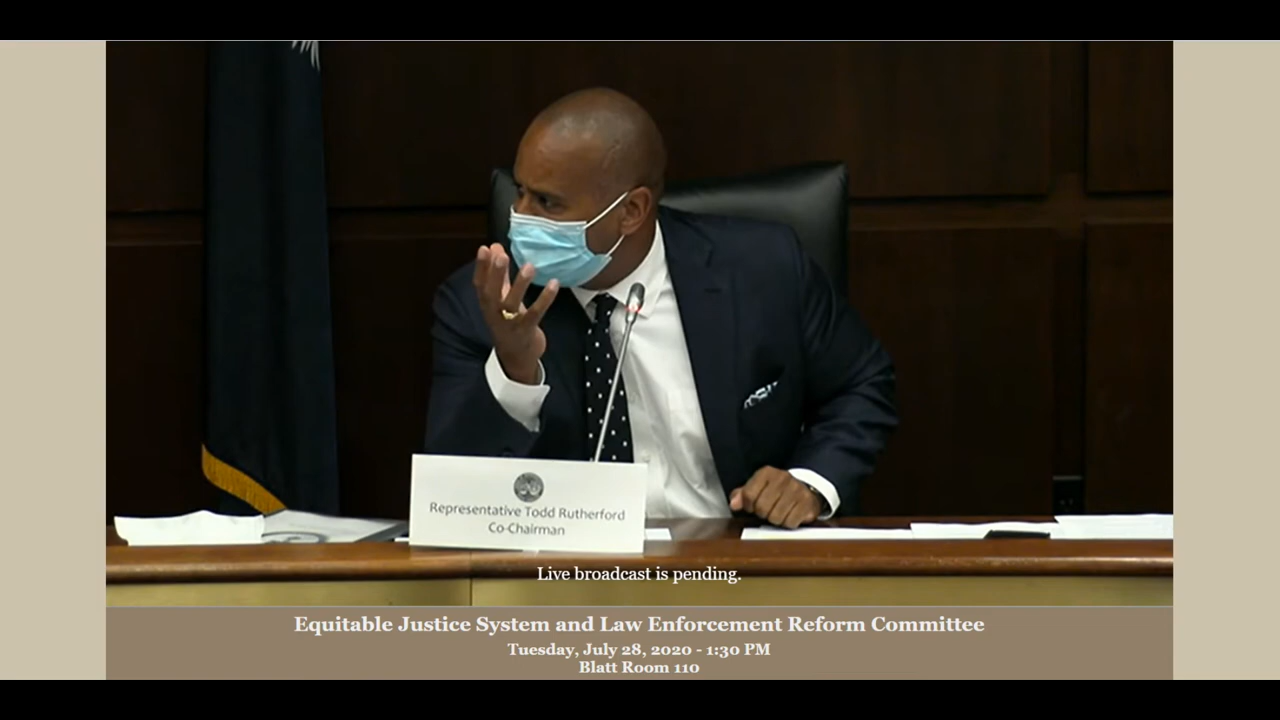 Representative Todd Rutherford
Co-Chairman
Live broadcast is pending.
Equitable Justice System and Law Enforcement Reform Committee
Tuesday, July 28, 2020 - 1:30 PM
Blatt Room 110